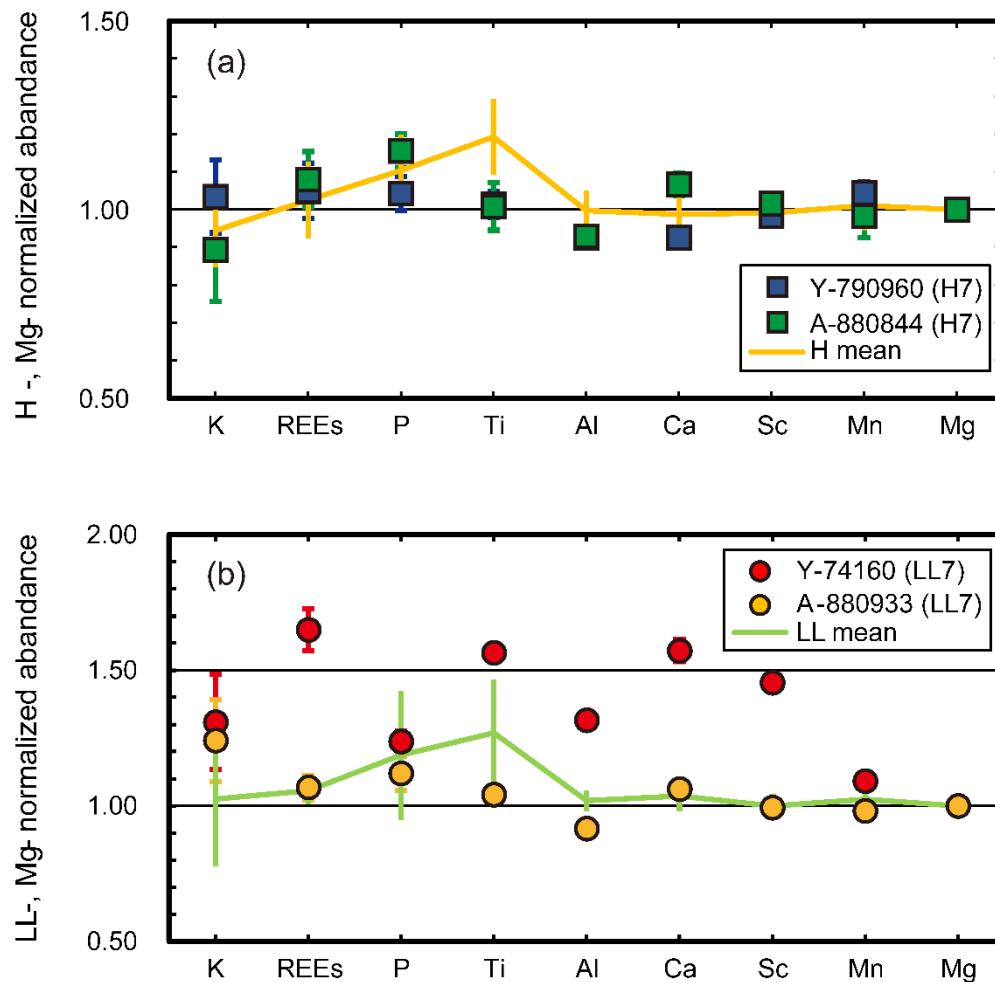 H -, Mg- normalized abandance
1.50
1.00
0.50
(a)
Y-790960 (H7)
A-880844 (H7)
H mean
K REEs P Ti Al Ca Sc Mn Mg
LL-, Mg- normalized abandance
2.00
1.50
1.00
0.50
(b)
Y-74160 (LL7)
A-880933 (LL7)
LL mean
K REEs P Ti Al Ca Sc Mn Mg